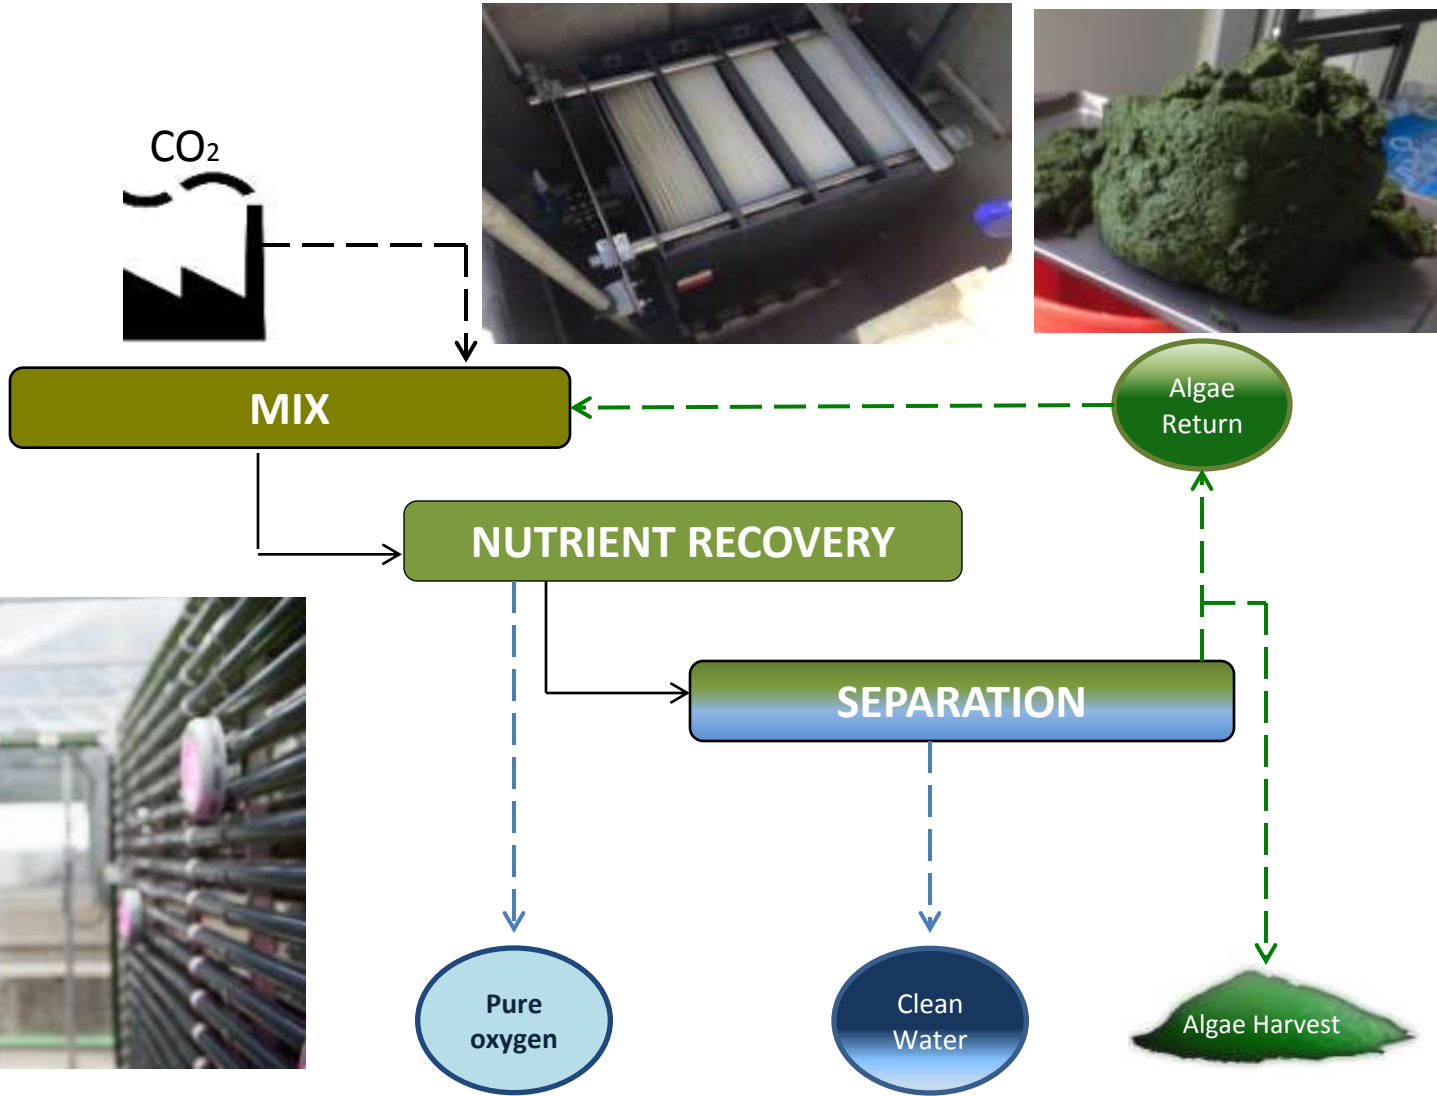 CO₂
MIX
Algae
Return
NUTRIENT RECOVERY
SEPARATION
Pure
oxygen
Clean
Water
Algae Harvest